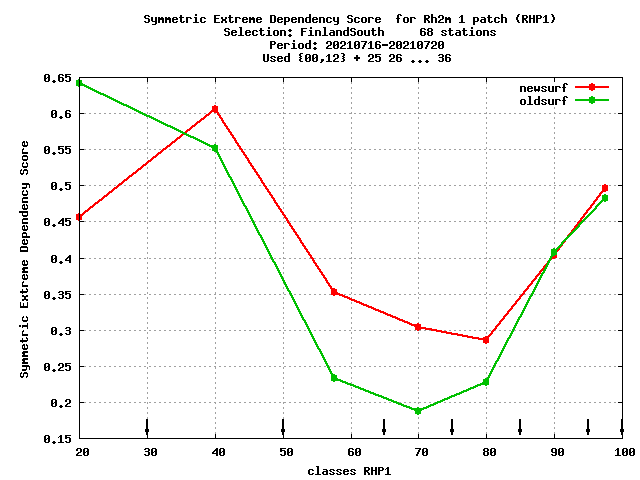 Symmetric Extreme Dependency Score  for Rh2m 1 patch (RHP1)
Selection: FinlandSouth     68 stations
Period: 20210716-20210720
Used {00,12} + 25 26 ... 36
newsurf
oldsurf
Symmetric Extreme Dependency Score
0.65
0.6
0.55
0.5
0.45
0.4
0.35
0.3
0.25
0.2
0.15
20 30 40 50 60 70 80 90 100
classes RHP1